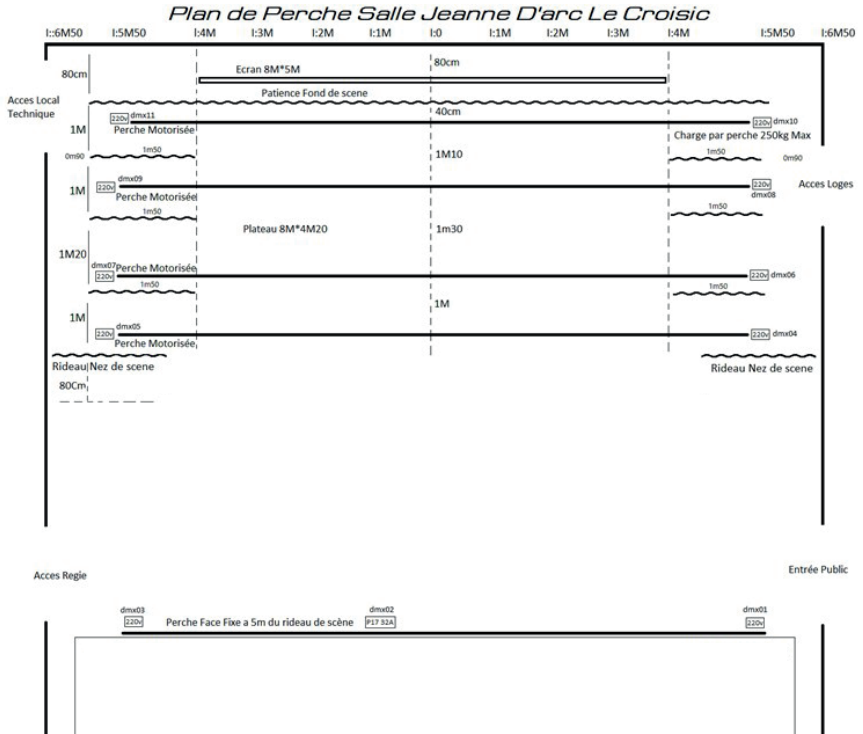 Plan de Perche Salle Jeanne D'arc Le Croisic
I::6M50 I:5M50 I:4M I:3M I:2M I:1M I:0 I:1M I:2M I:3M I:4M I:5M50 I:6M50
80cm
80cm
Ecran 8M*5M
Patience Fond de scene
Acces Local
Technique
40cm
220v dmx11
220v dmx10
Perche Motorisée
Charge par perche 250kg Max
1M
0m90
1m50
1M10
1m50
0m90
dmx09
220v
220v
dmx08
Acces Loges
1M
Perche Motorisée
1m50
1m50
Plateau 8M*4M20
1m30
1M20
dmx07
Perche Motorisée
220v
220v dmx06
1m50
1m50
1M
1M
dmx05
220v
220v dmx04
Perche Motorisée
Rideau Nez de scene
Rideau Nez de scene
80Cm
Acces Regie
Entrée Public
dmx03
220v
Perche Face Fixe a 5m du rideau de scène
dmx02
P17 32A
dmx01
220v